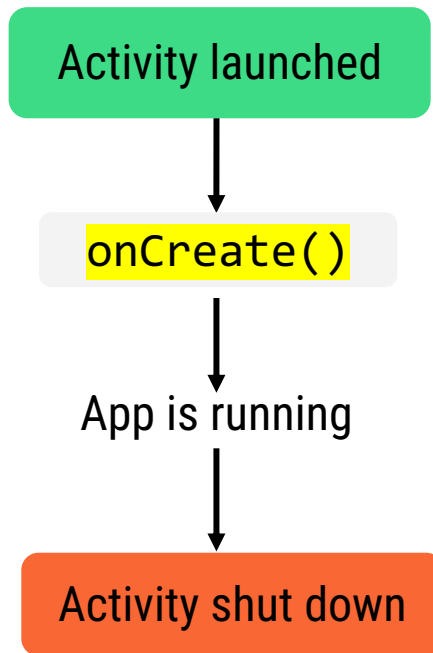 Activity launched
onCreate()
App is running
Activity shut down